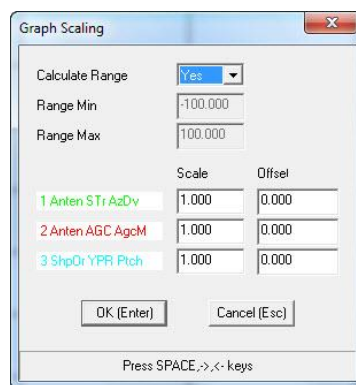 Graph Scaling
x
Calculate Range Yes
Range Min -100.000
Range Max 100.000
Scale Offset
1 Anten STr AzDv 1.000 0.000
2 Anten AGC AgcM 1.000 0.000
3 ShpOr YPR Ptch 1.000 0.000
OK (Enter) Cancel (Esc)
Press SPACE,->,<- keys